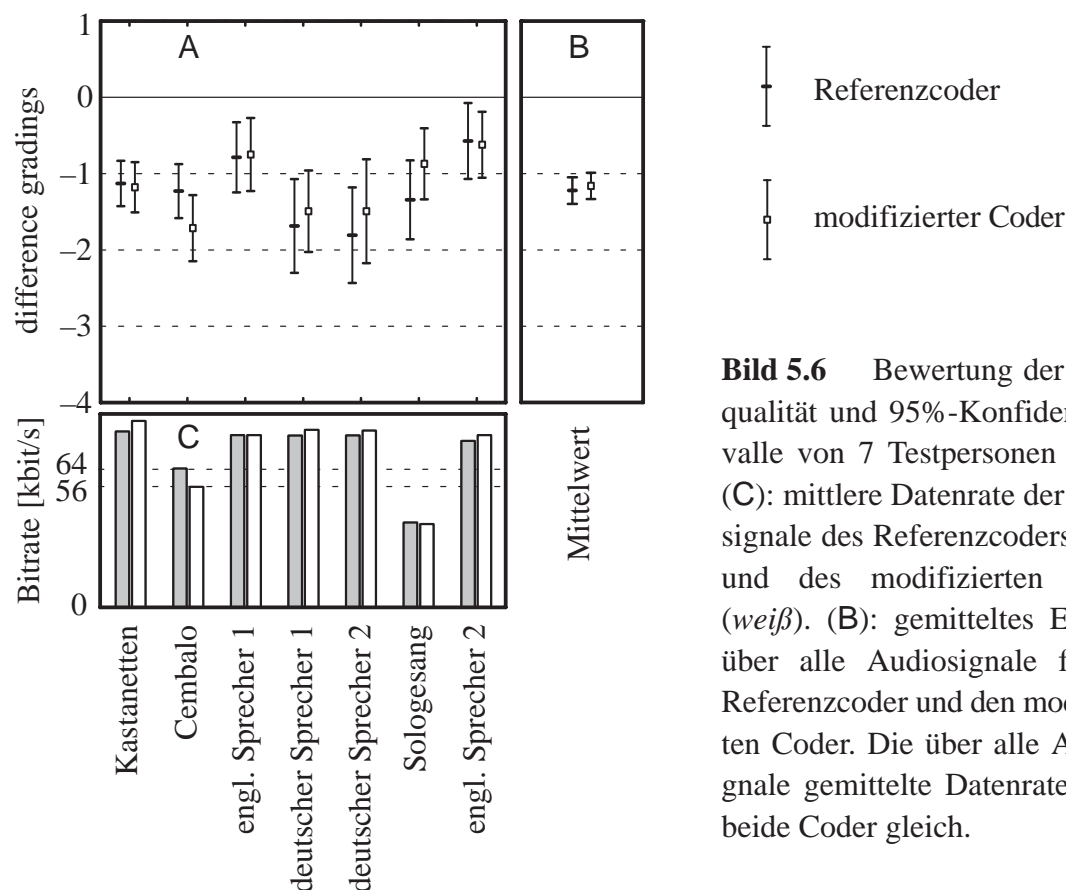 1
0
−1
−2
−3
−4
difference gradings
A
B
Referenzcoder
modifizierter Coder
64
56
0
Bitrate [kbit/s]
C
Kastanetten
Cembalo
engl. Sprecher 1
deutscher Sprecher 1
deutscher Sprecher 2
Sologesang
engl. Sprecher 2
Mittelwert
Bild 5.6 Bewertung der
qualität und 95%-Konfiden
valle von 7 Testpersonen
(C): mittlere Datenrate der
signale des Referenzcoders
und des modifizierten
(weiß). (B): gemitteltes E
über alle Audiosignale f
Referenzcoder und den mod
ten Coder. Die über alle A
gnale gemittelte Datenrate
beide Coder gleich.